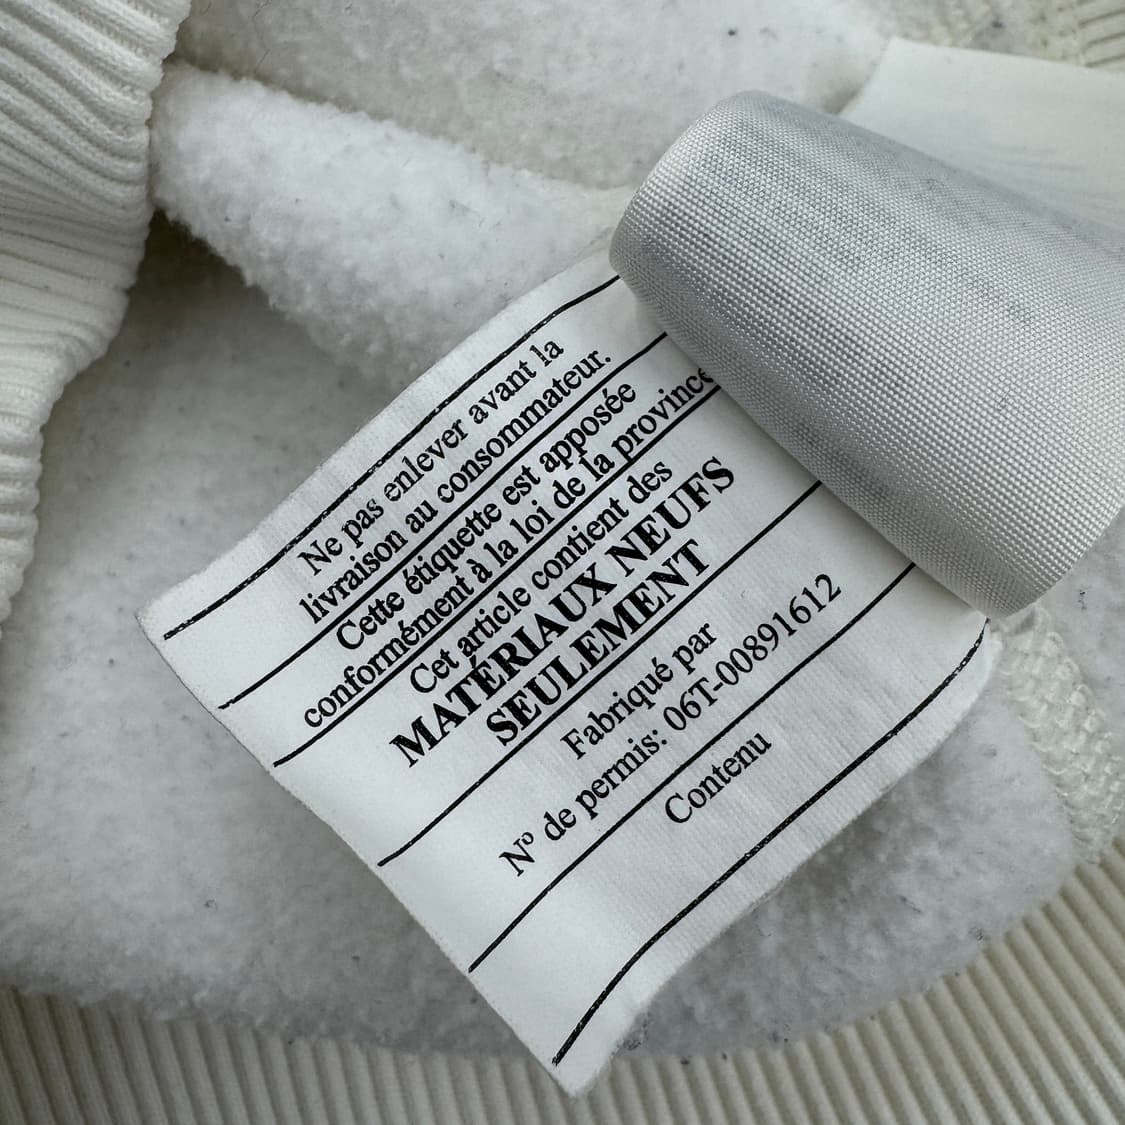 Ne pas enlever avant la
livraison au consommateur.
Cette étiquette est apposée
conformément à la loi de la province
Cet article contient des
MATÉRIAUX NEUFS
SEULEMENT
Fabriqué par
Nº de permis: 06T-00891612
Contenu